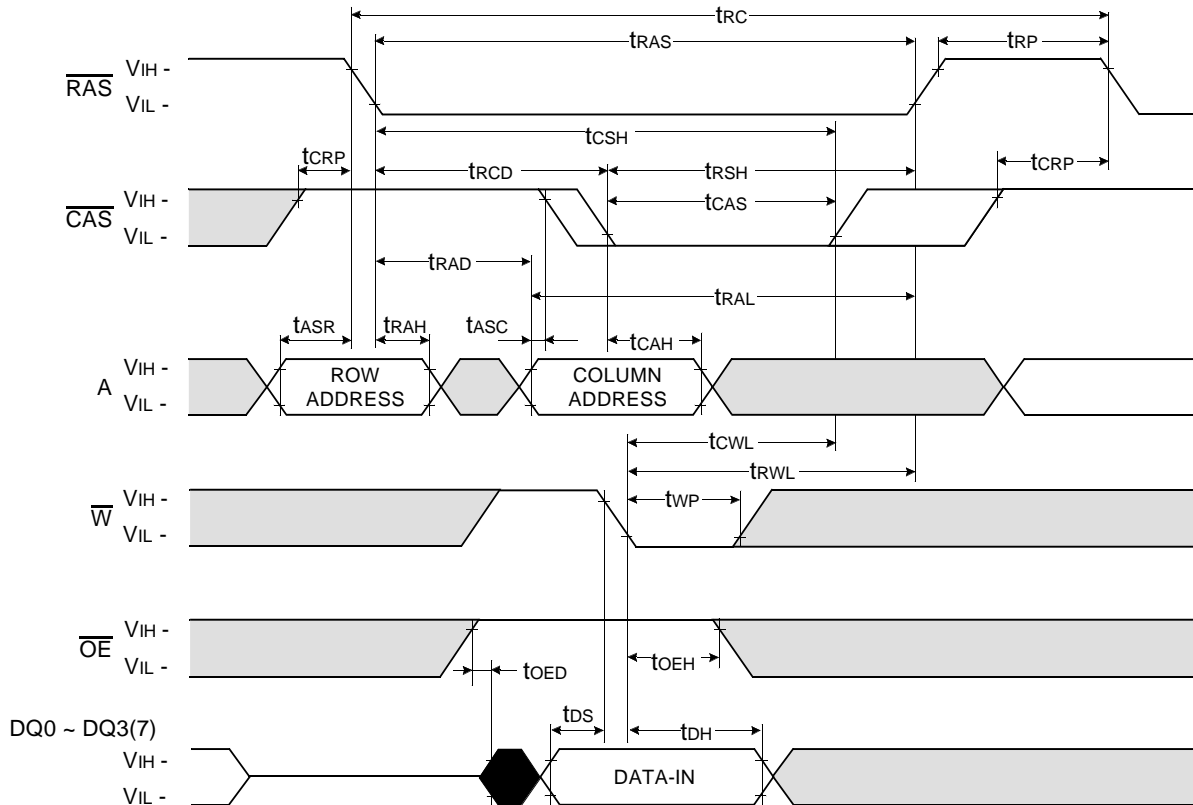 tRC
tRAS tRP
RAS VIH -
VIL -
tCSH
tCRP tRCD tRSH tCRP
CAS VIH -
VIL -
tCAS
tRAD
tRAL
tASR tRAH tASC tCAH
A VIH -
VIL -
ROW
ADDRESS
COLUMN
ADDRESS
tCWL
tRWL
W VIH -
VIL -
tWP
OE VIH -
VIL -
tOED tOEH
DQ0 ~ DQ3(7)
tDS tDH
VIH -
VIL -
DATA-IN